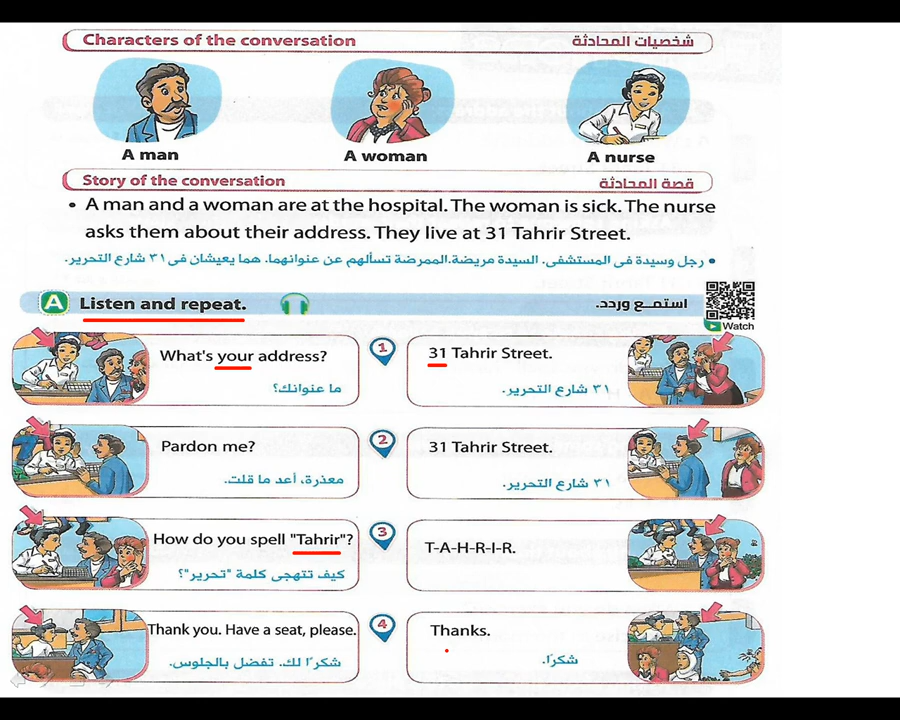 Characters of the conversation شخصيات المحادثة
A man
A woman
A nurse
Story of the conversation قصة المحادثة
• A man and a woman are at the hospital. The woman is sick. The nurse
asks them about their address. They live at 31 Tahrir Street.
• رجل وسيدة فى المستشفى. السيدة مريضة. الممرضة تسألهم عن عنوانهما. هما يعيشان فى ٣١ شارع التحرير.
A Listen and repeat. استمـع وردد.
Watch
What's your address?
ما عنوانك؟
1
31 Tahrir Street.
٣١ شارع التحرير.
Pardon me?
معذرة، أعد ما قلت.
2
31 Tahrir Street.
٣١ شارع التحرير.
How do you spell "Tahrir"?
كيف تتهجى كلمة "تحرير"؟
3
T-A-H-R-I-R.
Thank you. Have a seat, please.
شكرًا لك. تفضل بالجلوس.
4
Thanks.
شكرًا.